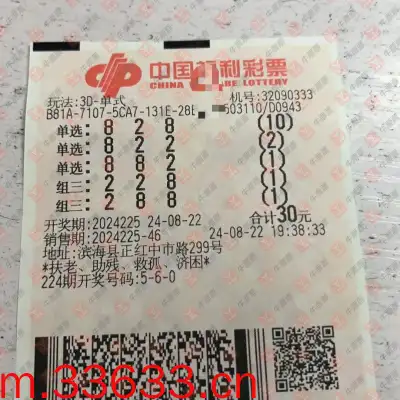 中国福利彩票
CHINA WELFARE LOTTERY
玩法:3D-单式 机号:32090333
B81A-7107-5CA7-131E-28E 603110/D0943
单选: 8 2 8 (10)
单选: 8 8 2 (2)
单选: 8 8 2 (1)
组三: 2 2 8 (1)
组三: 2 8 8 (1)
开奖期:2024225 24-08-22 合计30元
销售期:2024225-46 24-08-22 19:38:33
地址:滨海县正红中市路299号
*扶老、助残、救孤、济困*
224期开奖号码:5-6-0
m.33633.cn